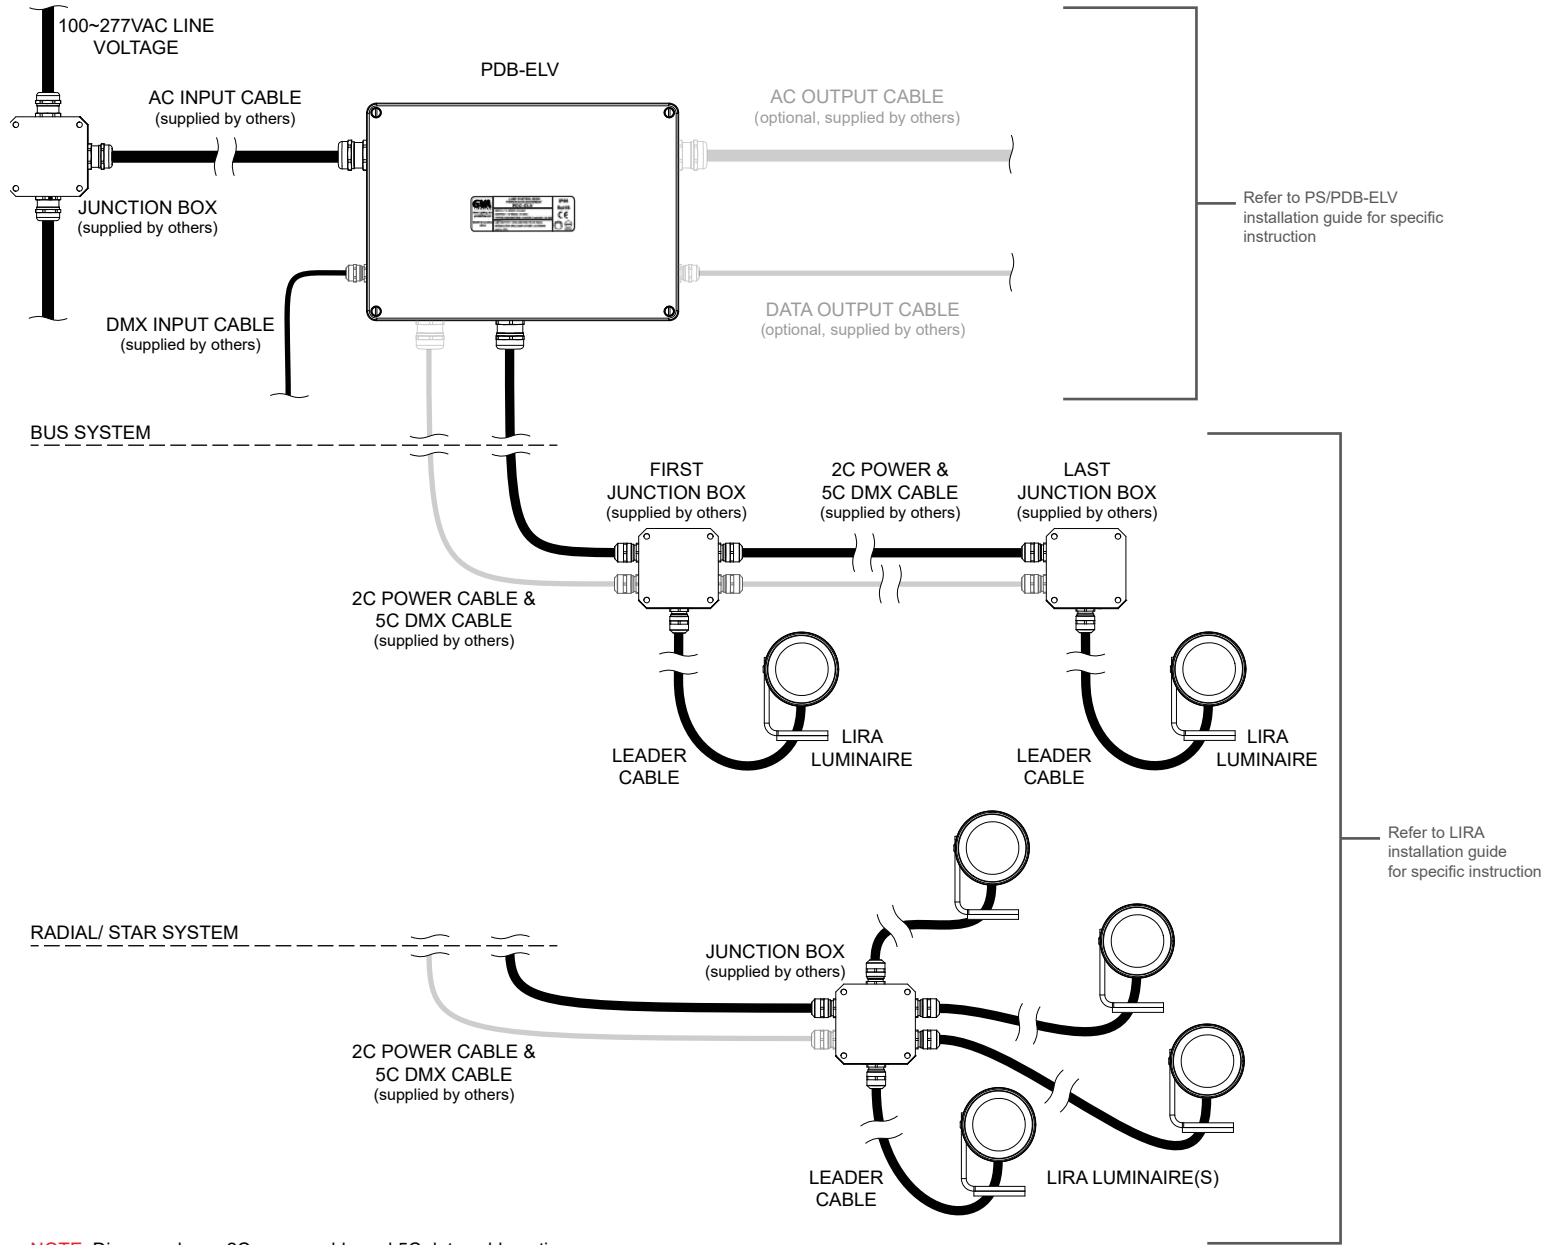 100~277VAC LINE
VOLTAGE
PDB-ELV
AC INPUT CABLE
(supplied by others)
AC OUTPUT CABLE
(optional, supplied by others)
JUNCTION BOX
(supplied by others)
GVA
Refer to PS/PDB-ELV
installation guide for specific
instruction
DMX INPUT CABLE
(supplied by others)
DATA OUTPUT CABLE
(optional, supplied by others)
BUS SYSTEM
FIRST
JUNCTION BOX
(supplied by others)
2C POWER &
5C DMX CABLE
(supplied by others)
LAST
JUNCTION BOX
(supplied by others)
2C POWER CABLE &
5C DMX CABLE
(supplied by others)
LEADER
CABLE
LIRA
LUMINAIRE
LEADER
CABLE
LIRA
LUMINAIRE
Refer to LIRA
installation guide
for specific instruction
RADIAL/ STAR SYSTEM
JUNCTION BOX
(supplied by others)
2C POWER CABLE &
5C DMX CABLE
(supplied by others)
LEADER
CABLE
LIRA LUMINAIRE(S)